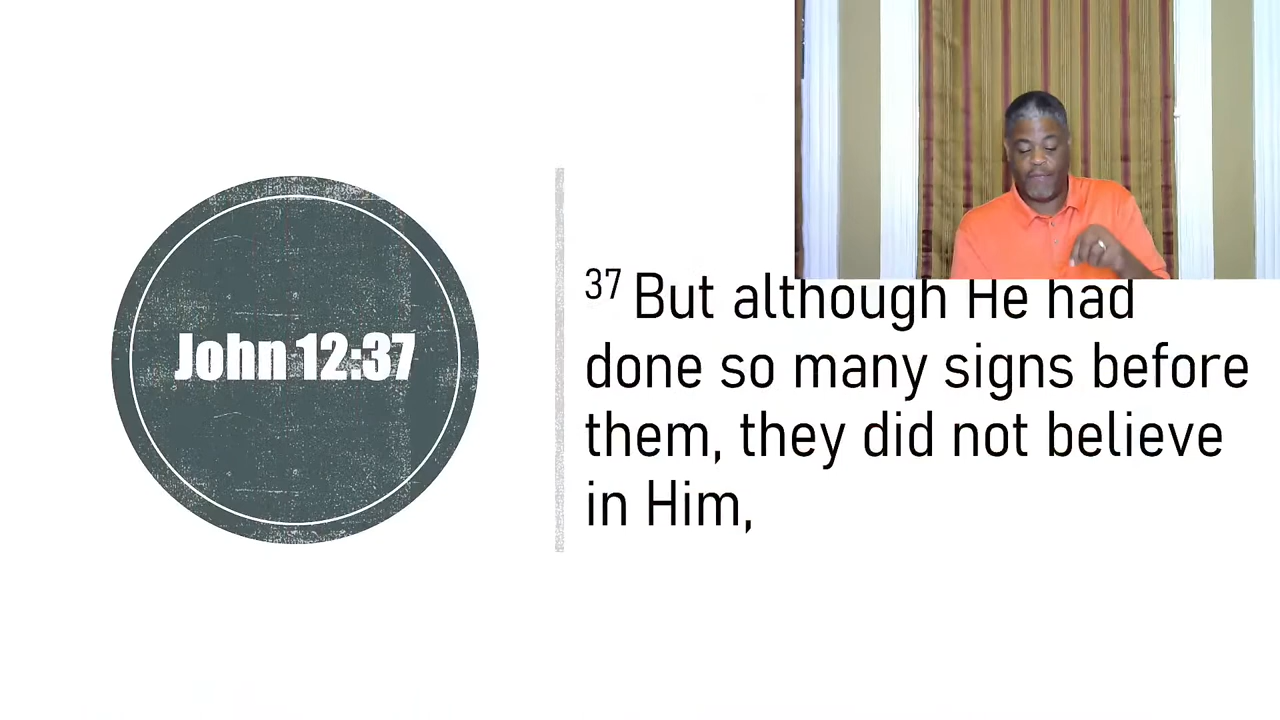 John 12:37
37 But although He had
done so many signs before
them, they did not believe
in Him,